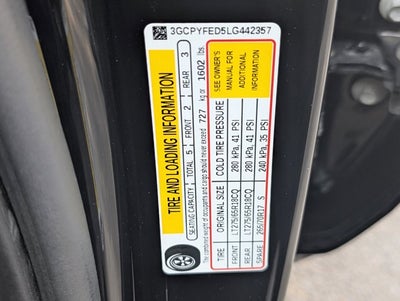 3GCPYFED5LG442357
TIRE AND LOADING INFORMATION
SEATING CAPACITY TOTAL 5 FRONT 2 REAR 3
The combined weight of occupants and cargo should never exceed 727 kg or 1602 lbs.
TIRE ORIGINAL SIZE COLD TIRE PRESSURE SEE OWNER'S MANUAL FOR ADDITIONAL INFORMATION
FRONT LT275/65R18CQ 280 kPa, 41 PSI
REAR LT275/65R18CQ 280 kPa, 41 PSI
SPARE 265/70R17 S 240 kPa, 35 PSI